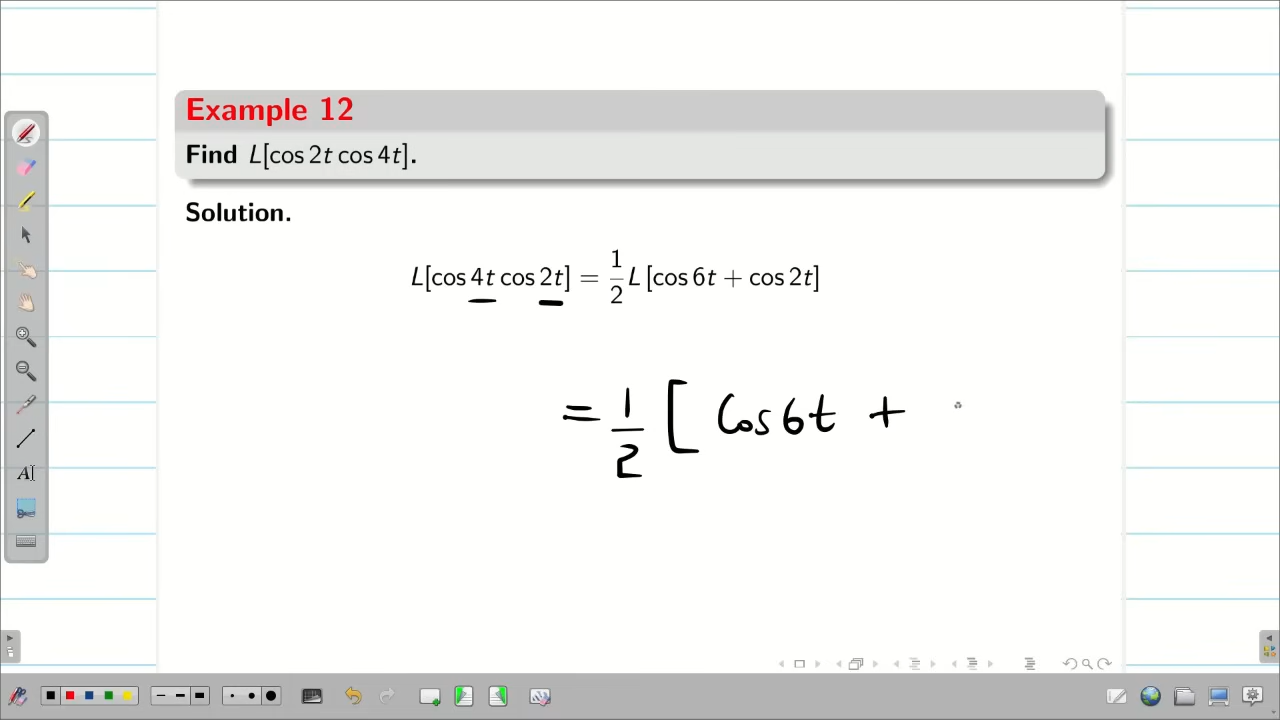 Example 12
Find L[cos 2t cos 4t].
Solution.
L[cos 4t cos 2t] = 1/2 L [cos 6t + cos 2t]
= 1/2 [ Cos 6t +